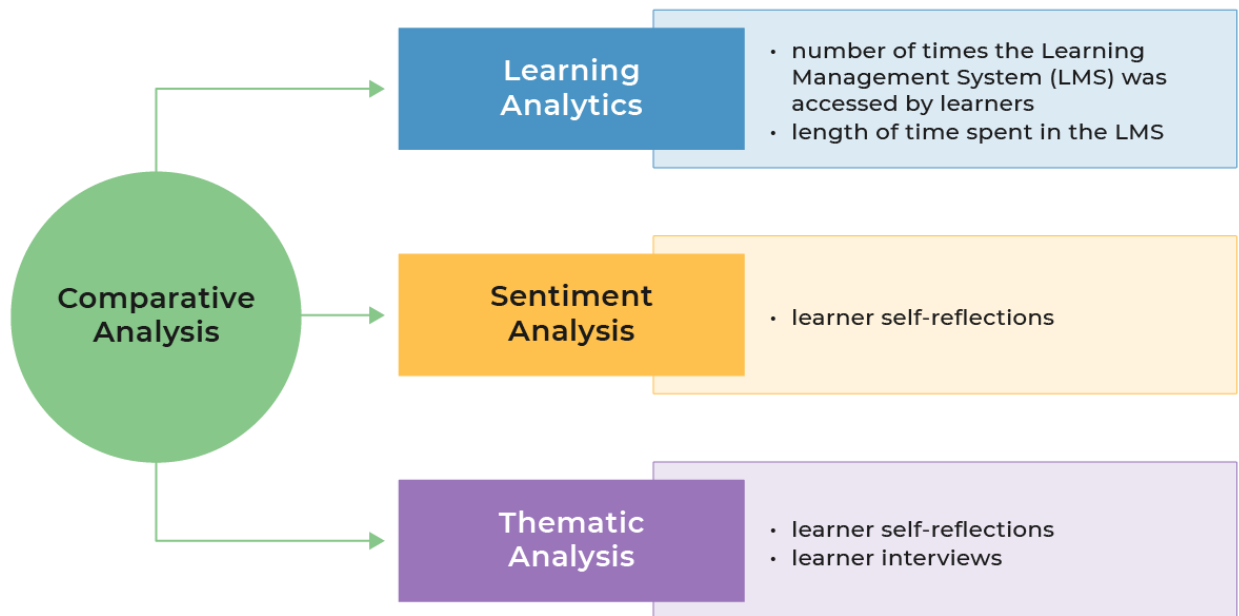 Learning
Analytics
• number of times the Learning
Management System (LMS) was
accessed by learners
• length of time spent in the LMS
Comparative
Analysis
Sentiment
Analysis
• learner self-reflections
Thematic
Analysis
• learner self-reflections
• learner interviews